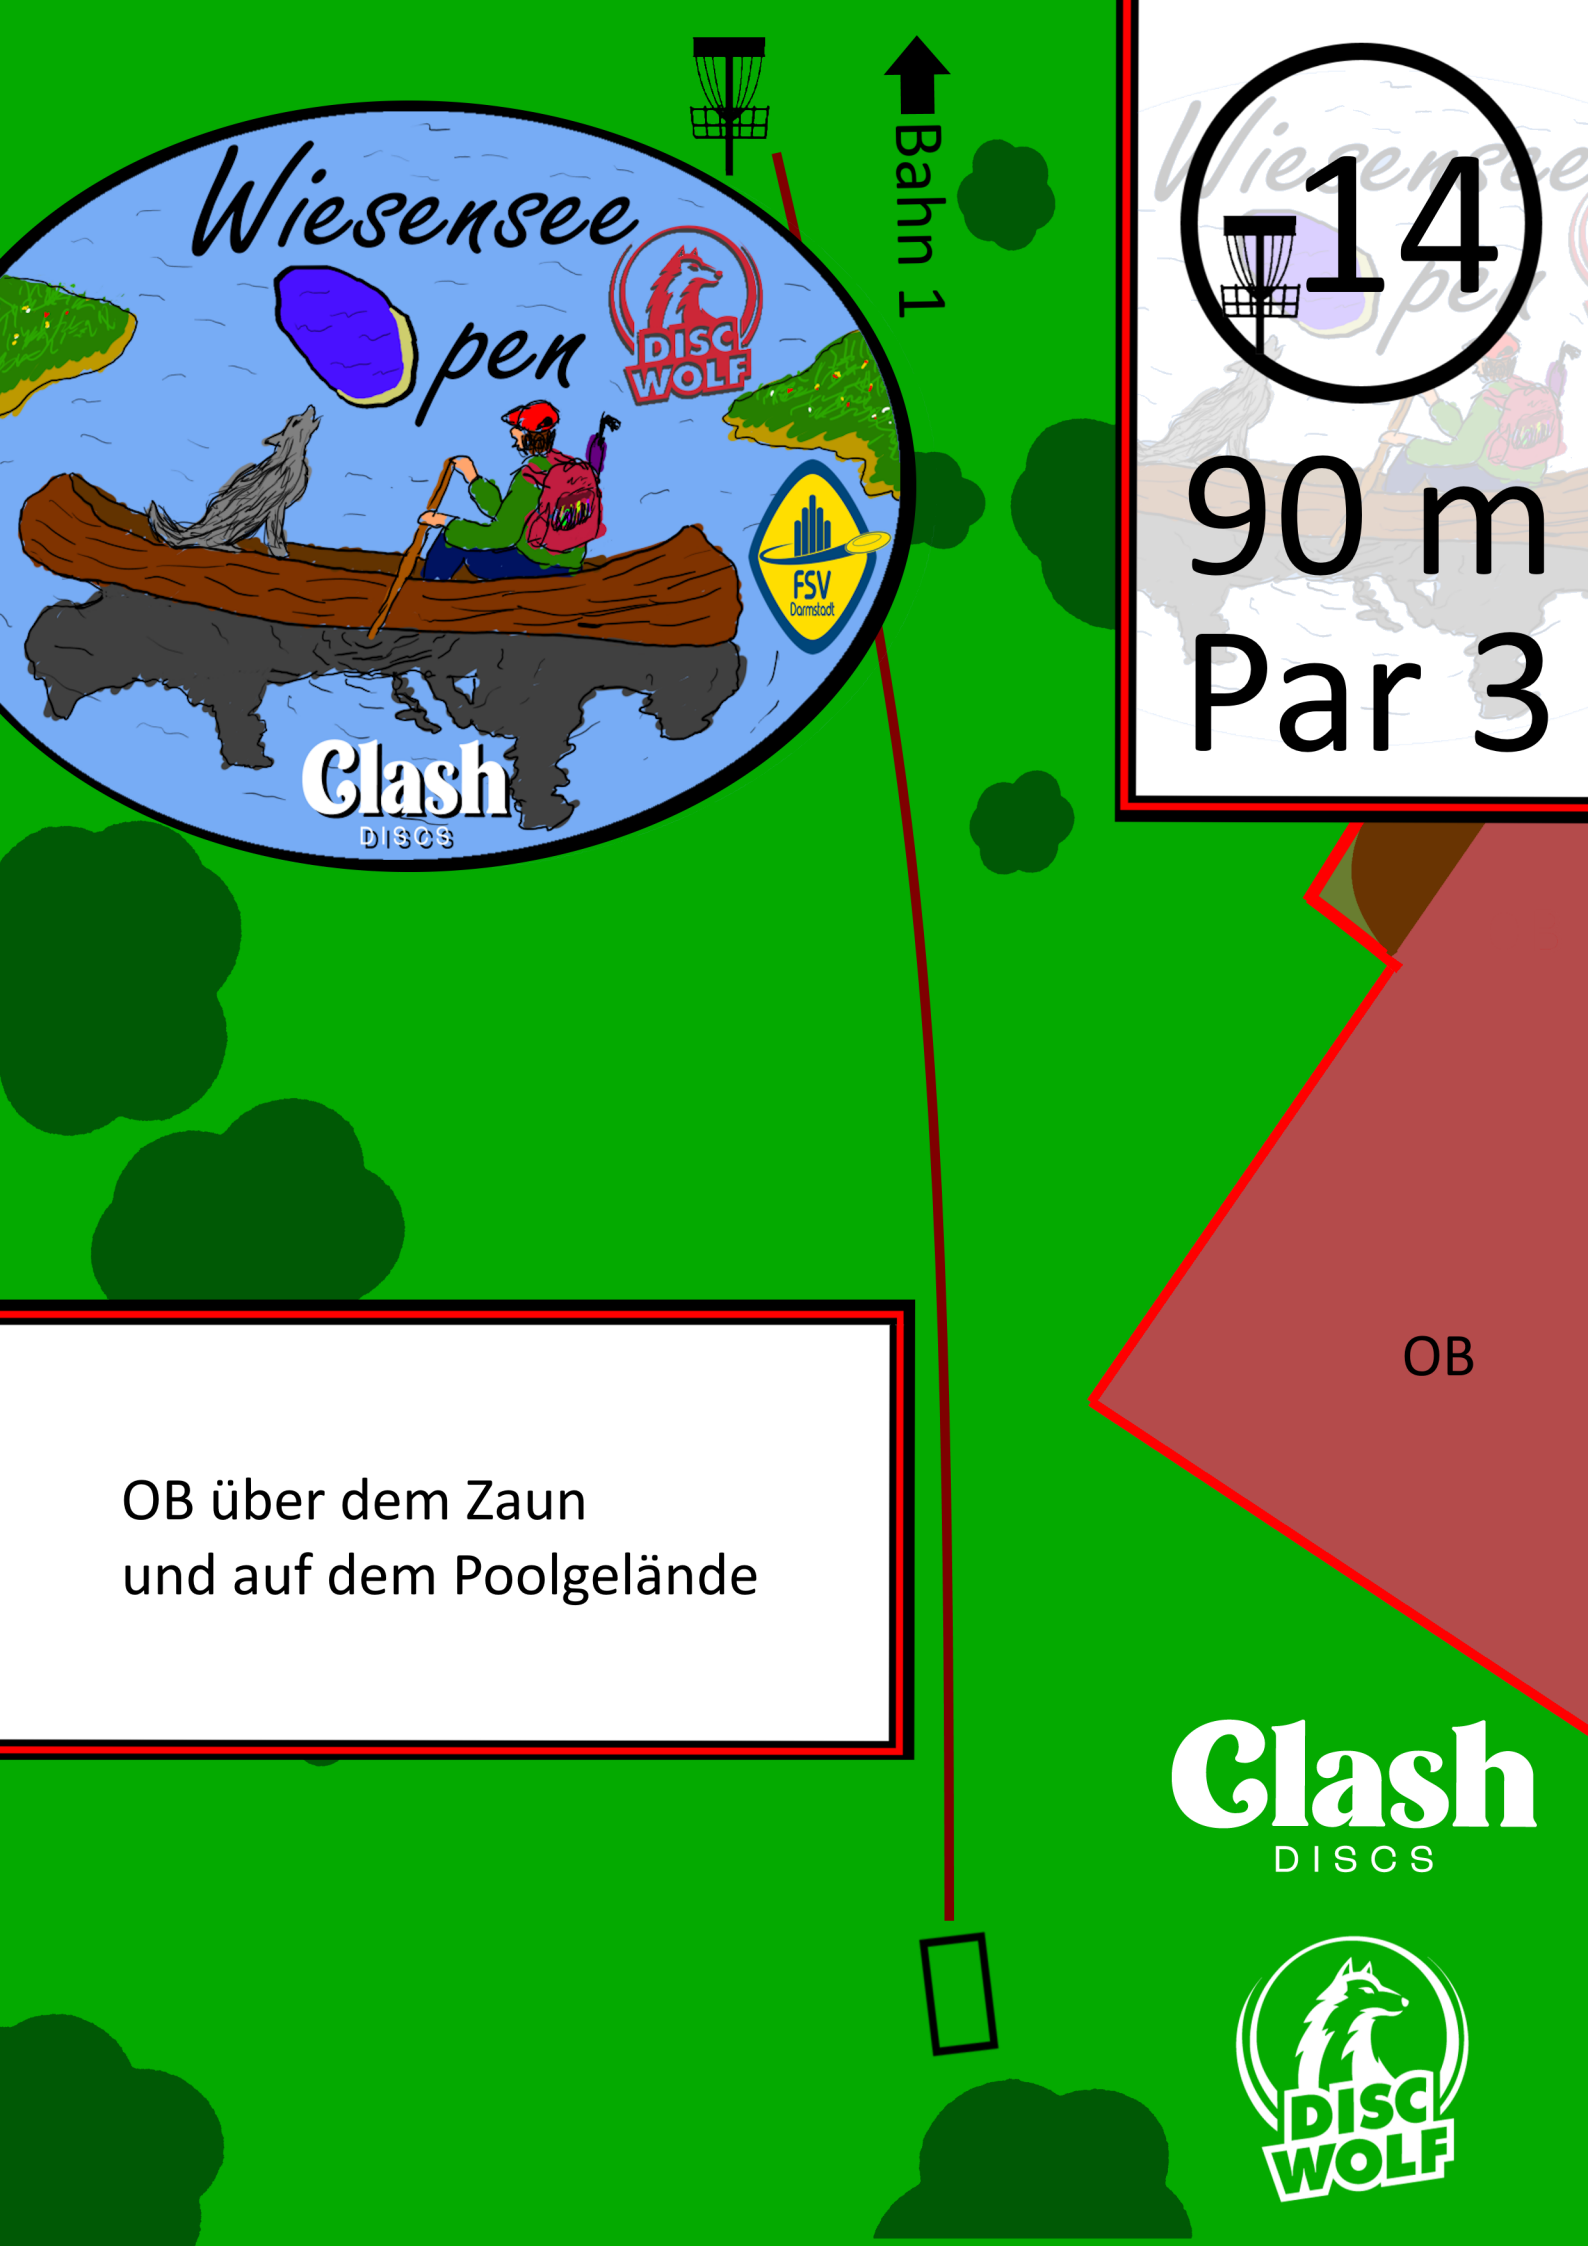 Wiesensee
Open
DISC
WOLF
FSV
Darmstadt
Clash
DISCS
Bahn 1
14
90 m
Par 3
OB
OB über dem Zaun
und auf dem Poolgelände
Clash
DISCS
DISC
WOLF